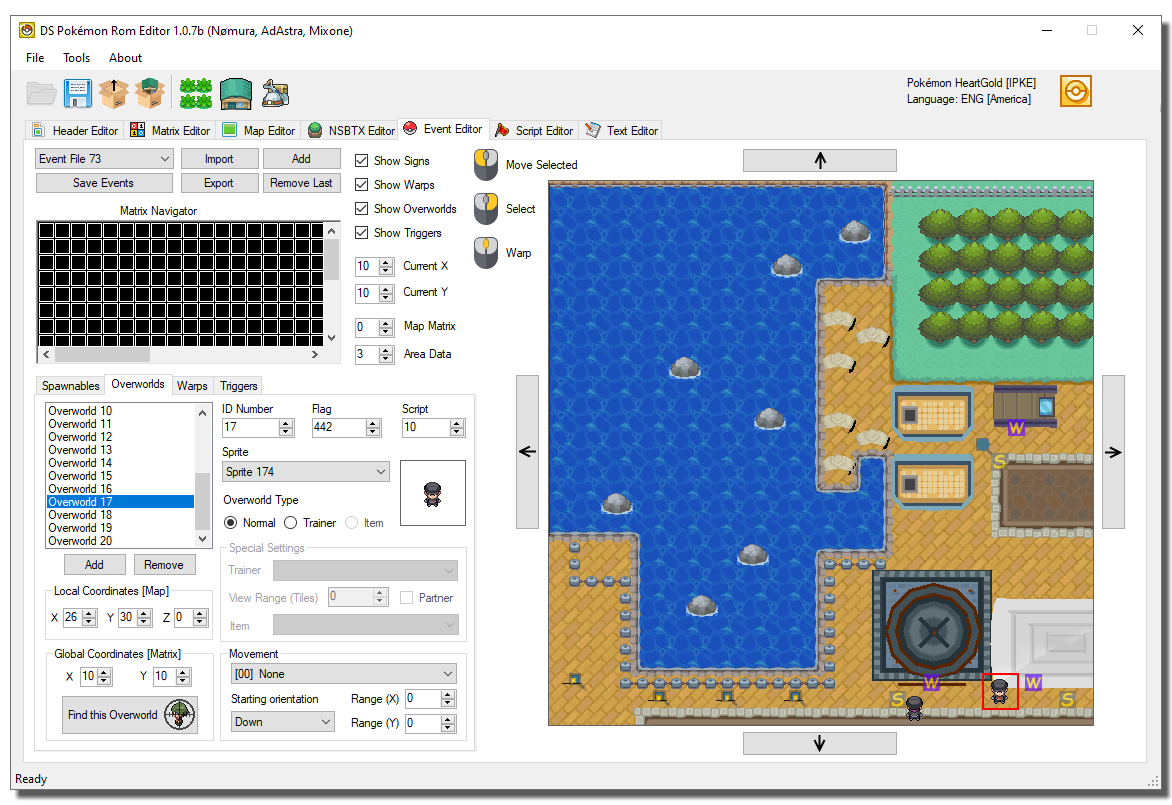 DS Pokémon Rom Editor 1.0.7b (Nømura, AdAstra, Mixone)
File Tools About
Pokémon HeartGold [IPKE]
Language: ENG [America]
Header Editor Matrix Editor Map Editor NSBTX Editor Event Editor Script Editor Text Editor
Event File 73 Import Add
Save Events Export Remove Last
Matrix Navigator
Show Signs
Show Warps
Show Overworlds
Show Triggers
10 Current X
10 Current Y
0 Map Matrix
3 Area Data
Move Selected
Select
Warp
Spawnables Overworlds Warps Triggers
Overworld 10
Overworld 11
Overworld 12
Overworld 13
Overworld 14
Overworld 15
Overworld 16
Overworld 17
Overworld 18
Overworld 19
Overworld 20
Add Remove
ID Number Flag Script
17 442 10
Sprite
Sprite 174
Overworld Type
Normal Trainer Item
Special Settings
Trainer
View Range (Tiles) 0 Partner
Item
Local Coordinates [Map]
X 26 Y 30 Z 0
Global Coordinates [Matrix]
X 10 Y 10
Find this Overworld
Movement
[00] None
Starting orientation Range (X) 0
Down Range (Y) 0
W
S
W W
S S
Ready